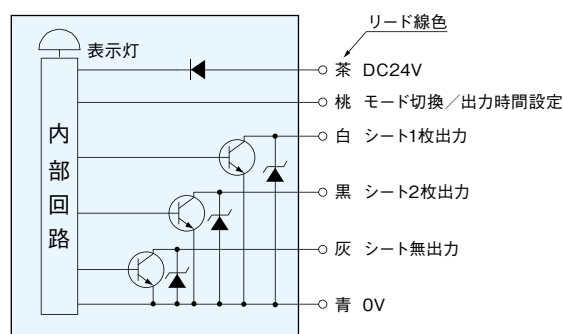 リード線色
表示灯
茶 DC24V
桃 モード切換／出力時間設定
白 シート1枚出力
内部回路
黒 シート2枚出力
灰 シート無出力
青 0V